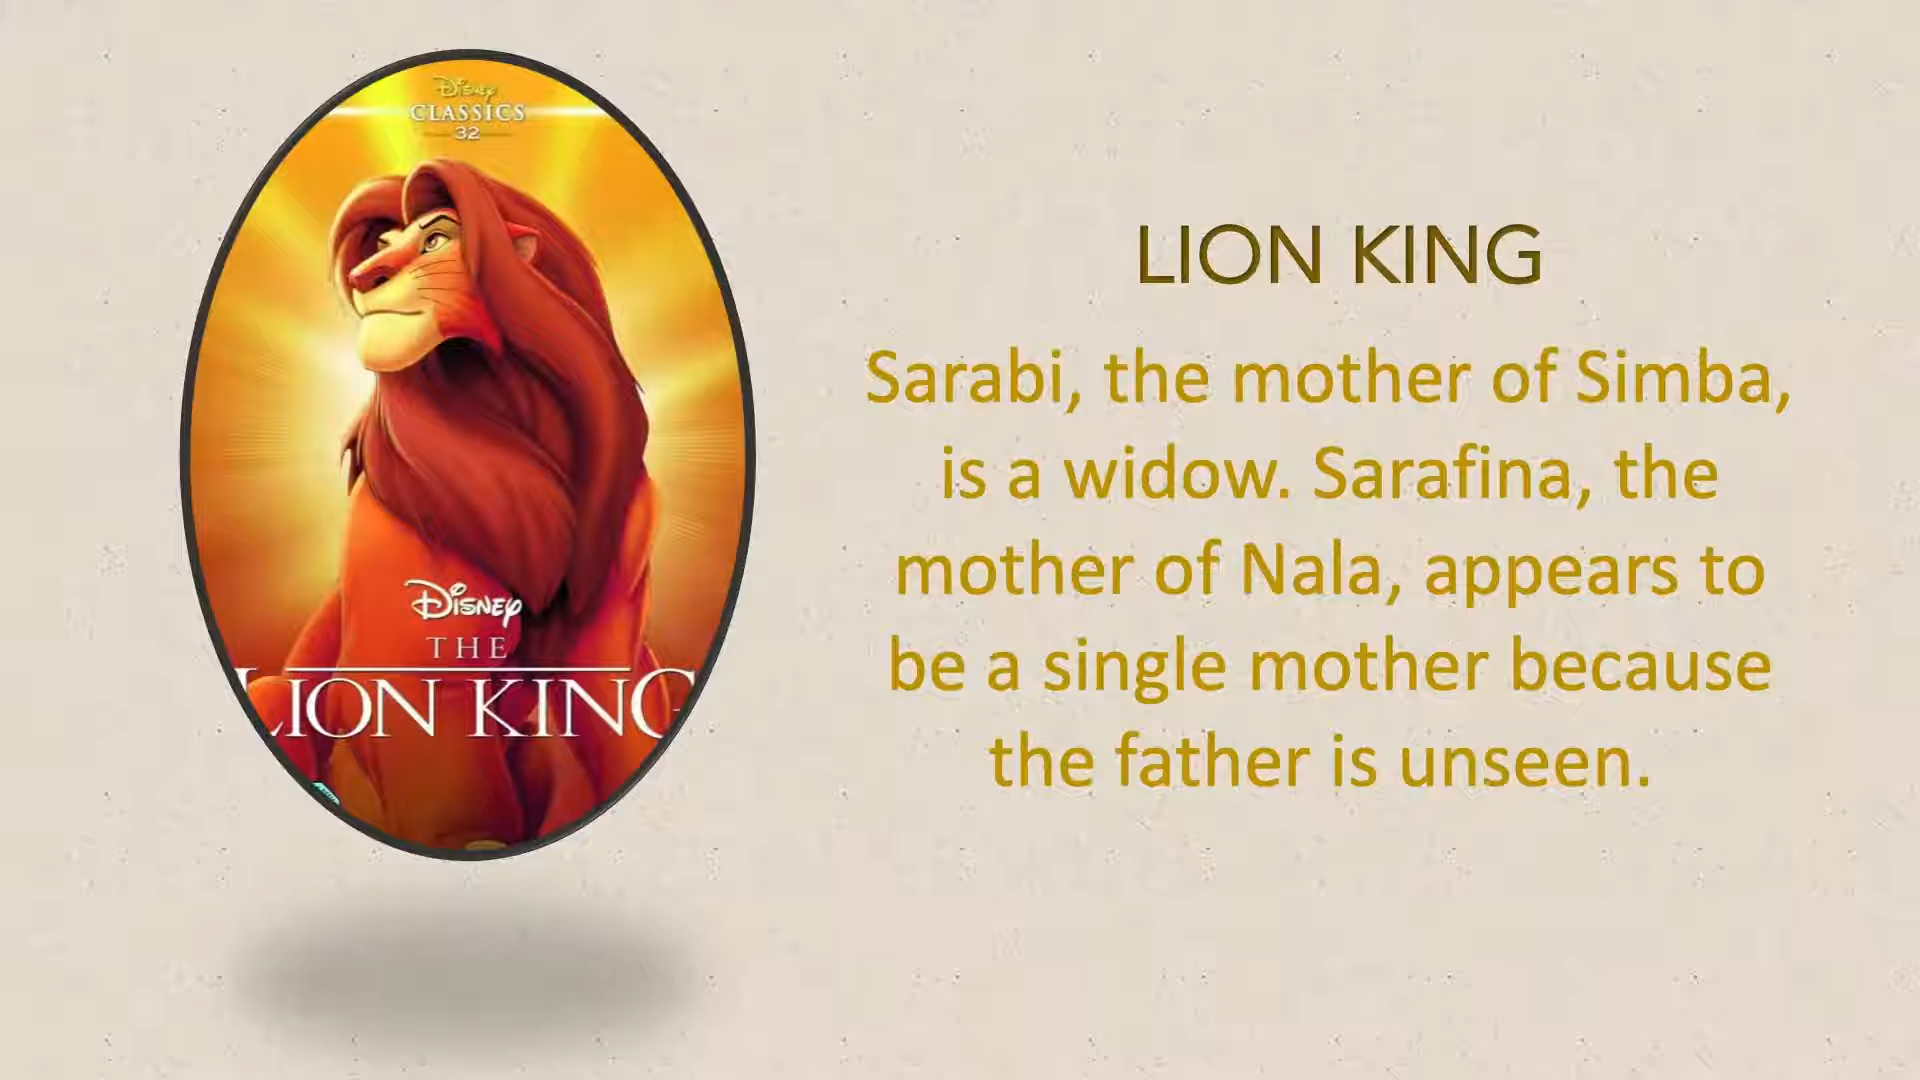 Disney
CLASSICS
32
Disney
THE
LION KING
LION KING
Sarabi, the mother of Simba,
is a widow. Sarafina, the
mother of Nala, appears to
be a single mother because
the father is unseen.